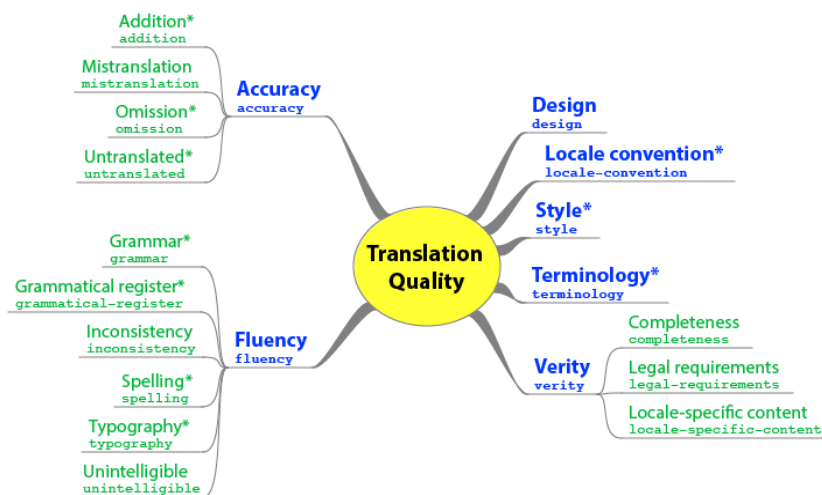 Addition*
addition
Mistranslation
mistranslation
Omission*
omission
Untranslated*
untranslated
Accuracy
accuracy
Grammar*
grammar
Grammatical register*
grammatical-register
Inconsistency
inconsistency
Spelling*
spelling
Typography*
typography
Unintelligible
unintelligible
Fluency
fluency
Translation
Quality
Design
design
Locale convention*
locale-convention
Style*
style
Terminology*
terminology
Verity
verity
Completeness
completeness
Legal requirements
legal-requirements
Locale-specific content
locale-specific-content